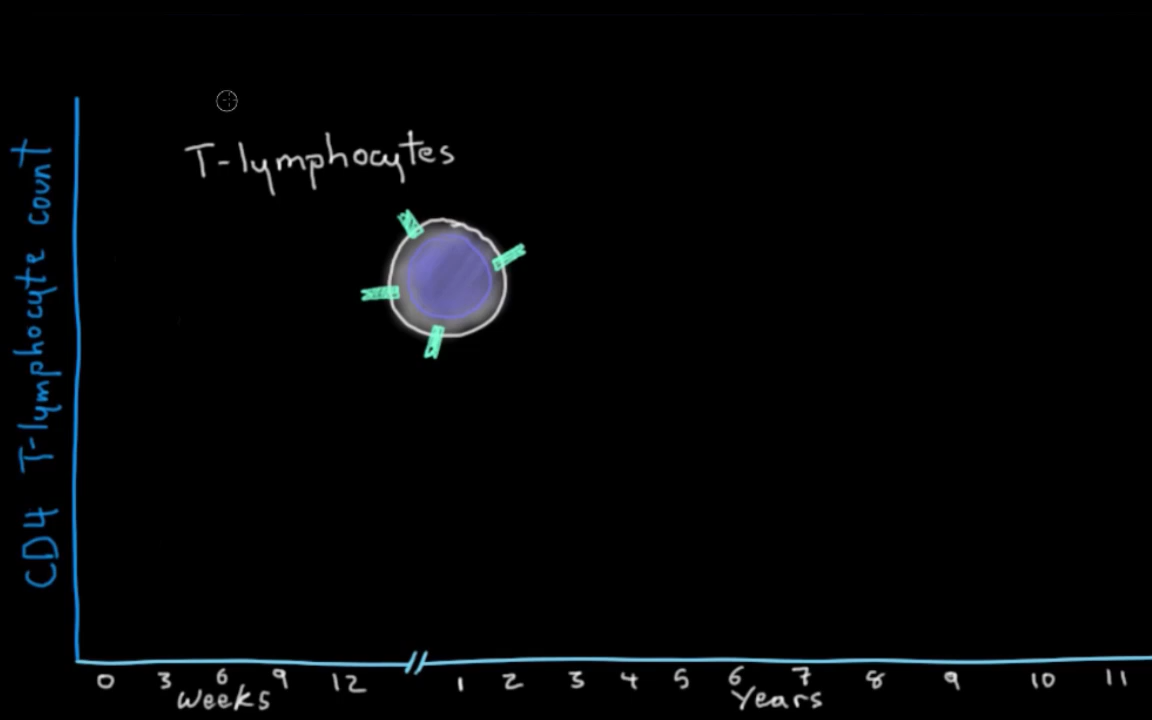 T-lymphocytes
CD4 T-lymphocyte count
0 3 6 9 12 1 2 3 4 5 6 7 8 9 10 11
Weeks Years